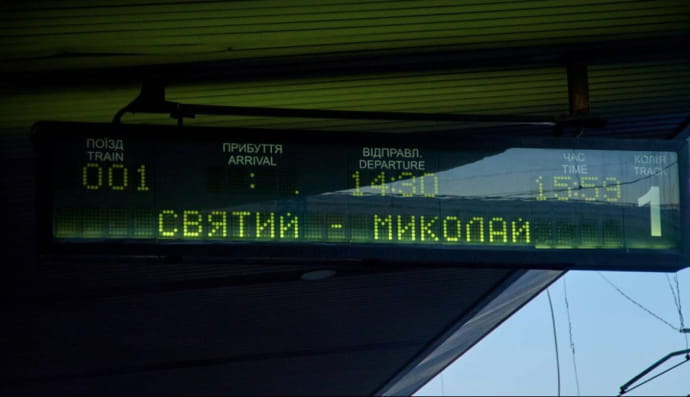 ПОЇЗД ПРИБУТТЯ ВІДПРАВЛ. ЧАС КОЛІЯ
TRAIN ARRIVAL DEPARTURE TIME TRACK
001 : . 14:30 15:53 1
СВЯТИЙ - МИКОЛАЙ